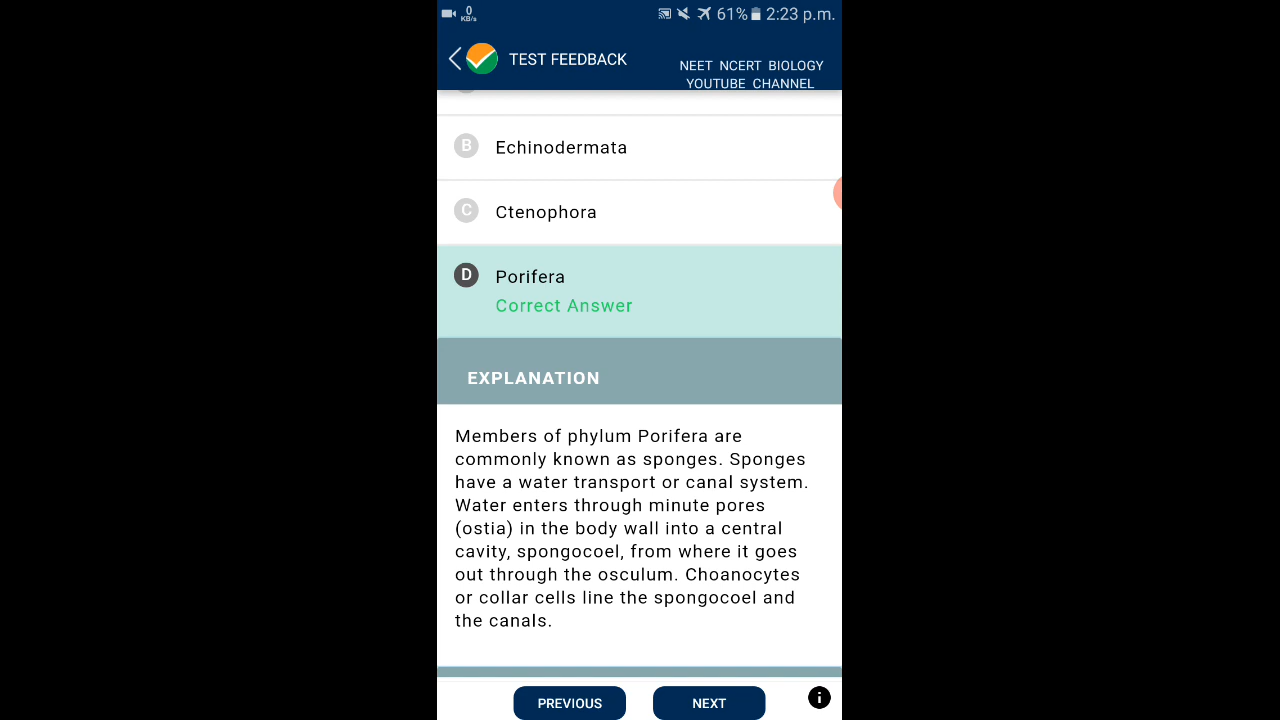 0
KB/s
61% 2:23 p.m.
TEST FEEDBACK
NEET NCERT BIOLOGY
YOUTUBE CHANNEL
B Echinodermata
C Ctenophora
D Porifera
Correct Answer
EXPLANATION
Members of phylum Porifera are
commonly known as sponges. Sponges
have a water transport or canal system.
Water enters through minute pores
(ostia) in the body wall into a central
cavity, spongocoel, from where it goes
out through the osculum. Choanocytes
or collar cells line the spongocoel and
the canals.
PREVIOUS NEXT i